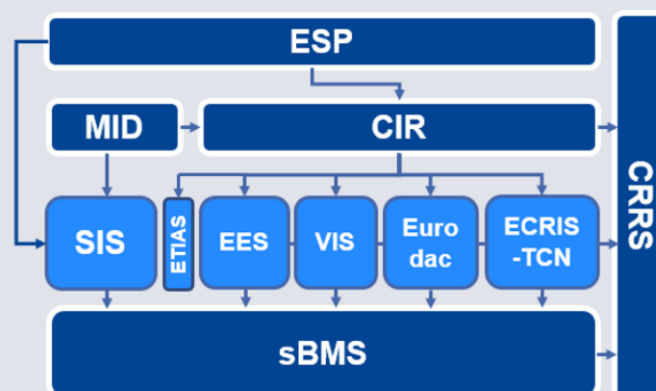 ESP
MID
CIR
SIS
ETIAS
EES
VIS
Euro
dac
ECRIS
-TCN
CRRS
sBMS